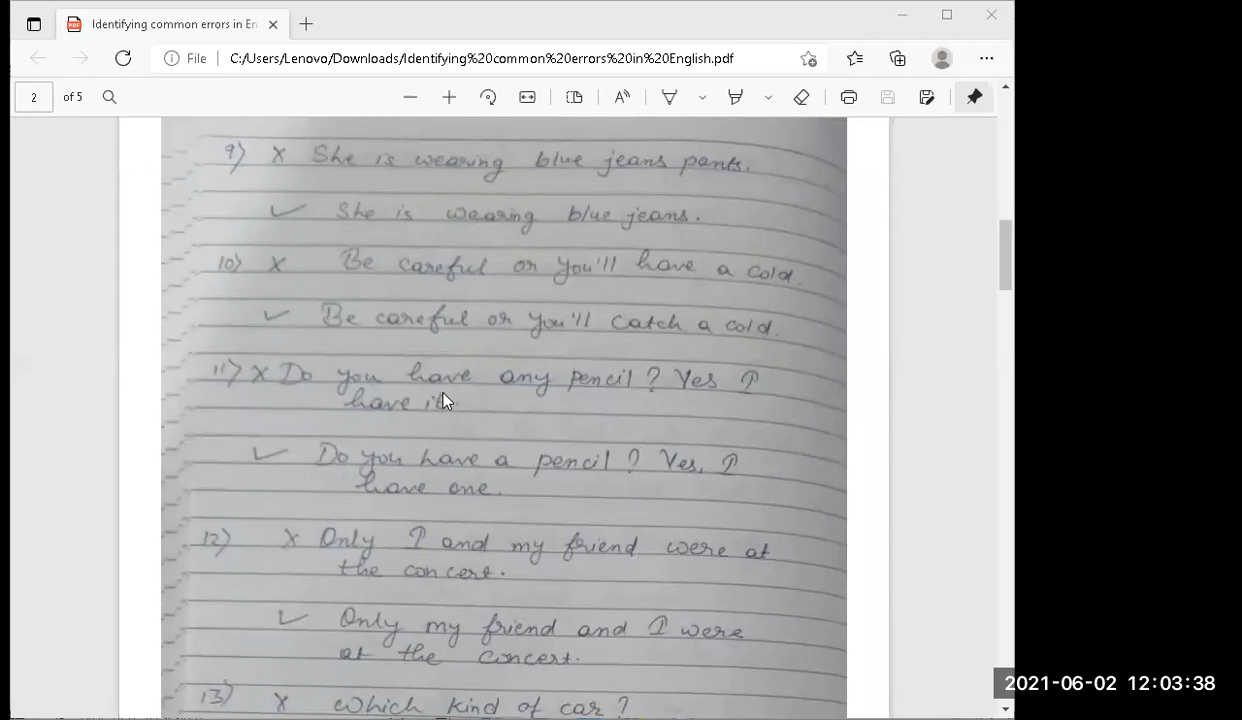 Identifying common errors in En
File
C:/Users/Lenovo/Downloads/Identifying%20common%20errors%20in%20English.pdf
2 of 5
9) X She is wearing blue jeans pants.
✓ She is wearing blue jeans.
10) X Be careful or you'll have a cold.
✓ Be careful or you'll catch a cold.
11) X Do you have any pencil? Yes I
have it.
✓ Do you have a pencil? Yes, I
have one.
12) X Only I and my friend were at
the concert.
✓ Only my friend and I were
at the concert.
13) X Which kind of car?
2021-06-02 12:03:38